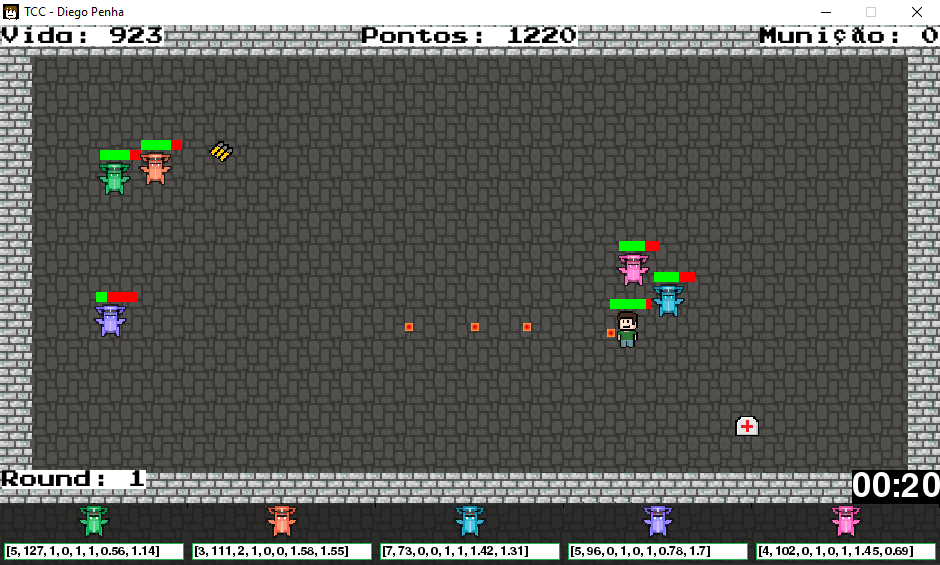 TCC - Diego Penha
Vida: 923 Pontos: 1220 Munição: 0
Round: 1 00:20
[5, 127, 1, 0, 1, 1, 0.56, 1.14] [3, 111, 2, 1, 0, 0, 1.58, 1.55] [7, 73, 0, 0, 1, 1, 1.42, 1.31] [5, 96, 0, 1, 0, 1, 0.78, 1.7] [4, 102, 0, 1, 0, 1, 1.45, 0.69]